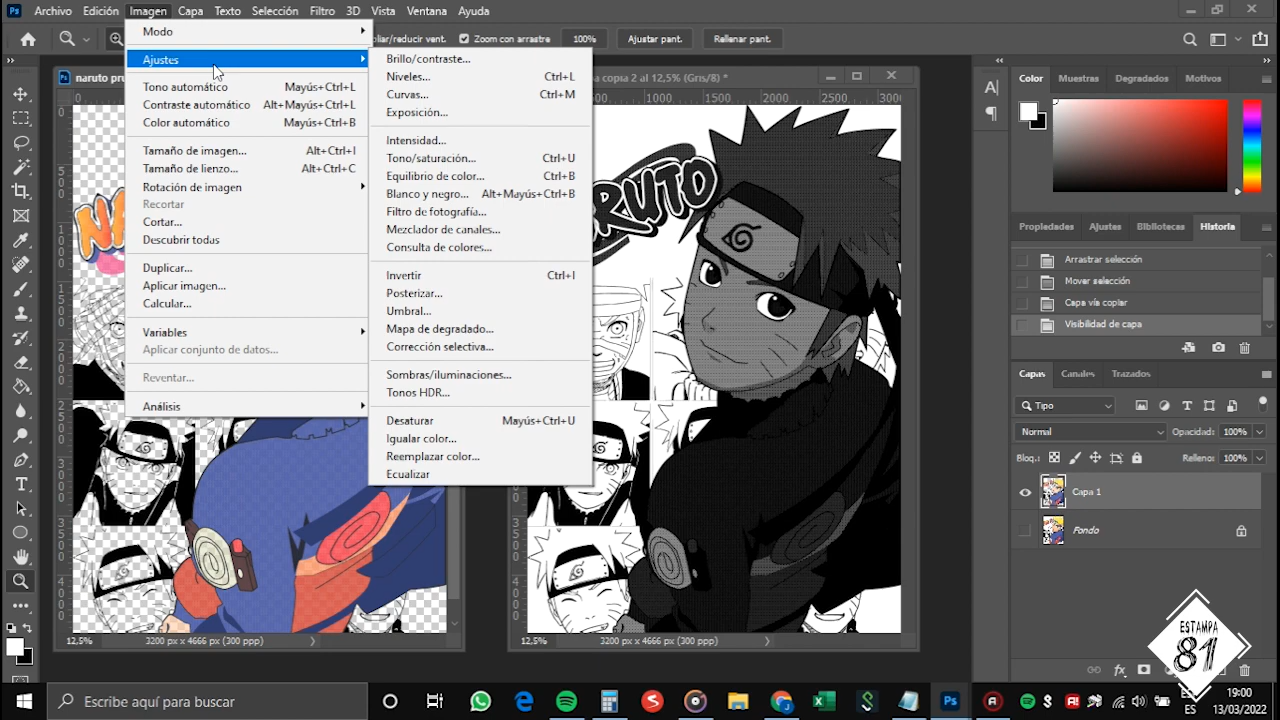 Ps Archivo Edición Imagen Capa Texto Selección Filtro 3D Vista Ventana Ayuda
Modo
Ajustes
Tono automático Mayús+Ctrl+L
Contraste automático Alt+Mayús+Ctrl+L
Color automático Mayús+Ctrl+B
Tamaño de imagen... Alt+Ctrl+I
Tamaño de lienzo... Alt+Ctrl+C
Rotación de imagen
Recortar
Cortar...
Descubrir todas
Duplicar...
Aplicar imagen...
Calcular...
Variables
Aplicar conjunto de datos...
Reventar...
Análisis
Brillo/contraste...
Niveles... Ctrl+L
Curvas... Ctrl+M
Exposición...
Intensidad...
Tono/saturación... Ctrl+U
Equilibrio de color... Ctrl+B
Blanco y negro... Alt+Mayús+Ctrl+B
Filtro de fotografía...
Mezclador de canales...
Consulta de colores...
Invertir Ctrl+I
Posterizar...
Umbral...
Mapa de degradado...
Corrección selectiva...
Sombras/iluminaciones...
Tonos HDR...
Desaturar Mayús+Ctrl+U
Igualar color...
Reemplazar color...
Ecualizar
liar/reducir vent. Zoom con arrastre 100% Ajustar pant. Rellenar pant.
Ps naruto pru
a copia 2 al 12,5% (Gris/8) *
0
500 1000 1500 2000 2500 3000
12,5% 3200 px x 4666 px (300 ppp)
12,5% 3200 px x 4666 px (300 ppp)
Color Muestras Degradados Motivos
Propiedades Ajustes Bibliotecas Historia
Arrastrar selección
Mover selección
Capa vía copiar
Visibilidad de capa
Capas Canales Trazados
Tipo
Normal Opacidad: 100%
Bloq.: Relleno: 100%
Capa 1
Fondo
ESTAMPA
81
Escribe aquí para buscar
ES
19:00
13/03/2022